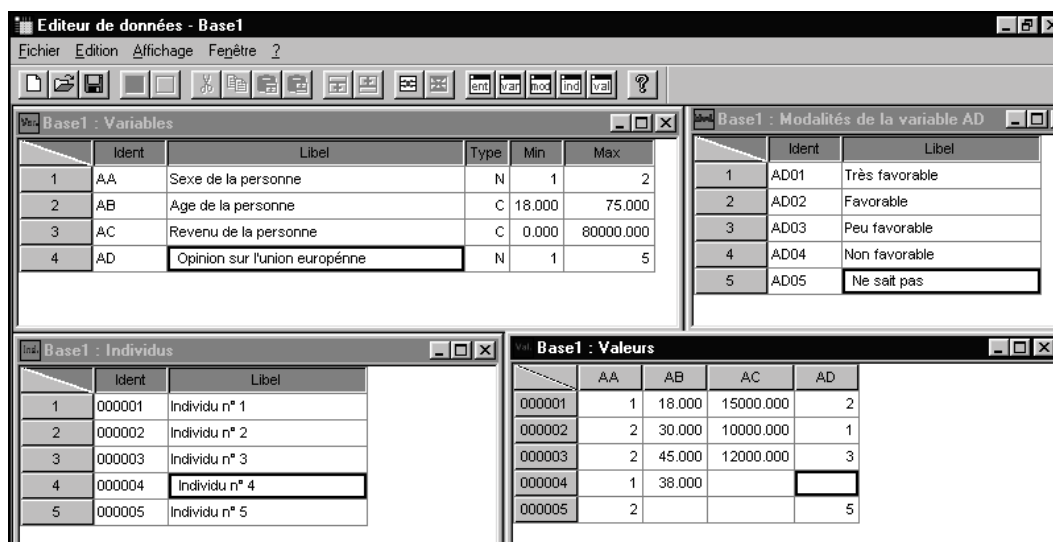 Editeur de données - Base1
Fichier Edition Affichage Fenêtre ?
ent var mod ind val ?
Var. Base1 : Variables
Ident Libel Type Min Max
1 AA Sexe de la personne N 1 2
2 AB Age de la personne C 18.000 75.000
3 AC Revenu de la personne C 0.000 80000.000
4 AD Opinion sur l'union europénne N 1 5
Base1 : Modalités de la variable AD
Ident Libel
1 AD01 Très favorable
2 AD02 Favorable
3 AD03 Peu favorable
4 AD04 Non favorable
5 AD05 Ne sait pas
Ind. Base1 : Individus
Ident Libel
1 000001 Individu n° 1
2 000002 Individu n° 2
3 000003 Individu n° 3
4 000004 Individu n° 4
5 000005 Individu n° 5
Val. Base1 : Valeurs
AA AB AC AD
000001 1 18.000 15000.000 2
000002 2 30.000 10000.000 1
000003 2 45.000 12000.000 3
000004 1 38.000
000005 2 5